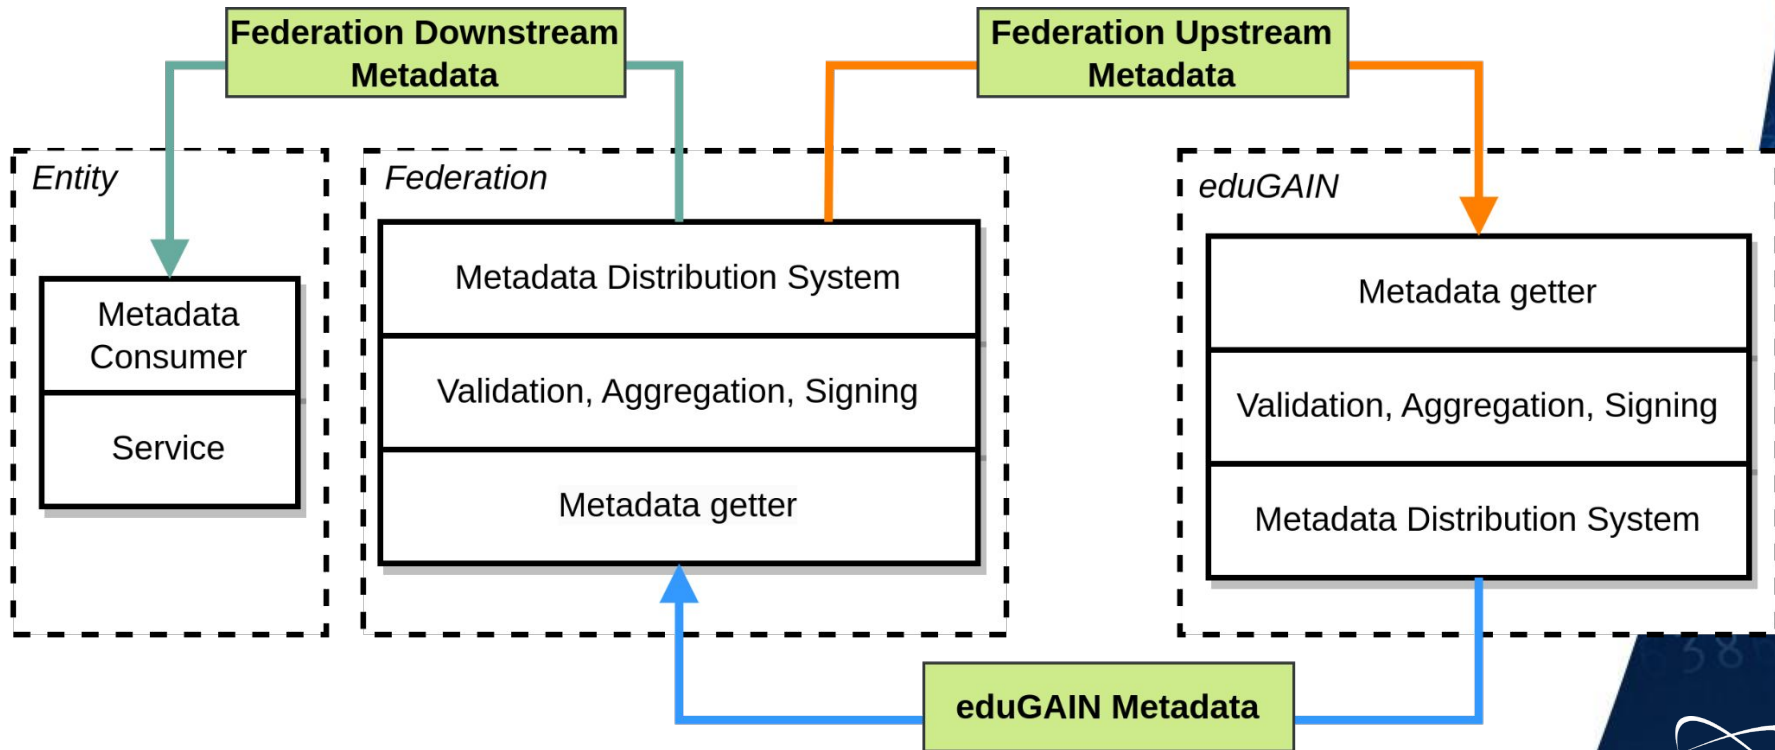 Federation Downstream
Metadata
Federation Upstream
Metadata
Entity
Metadata
Consumer
Service
Federation
Metadata Distribution System
Validation, Aggregation, Signing
Metadata getter
eduGAIN
Metadata getter
Validation, Aggregation, Signing
Metadata Distribution System
eduGAIN Metadata
38